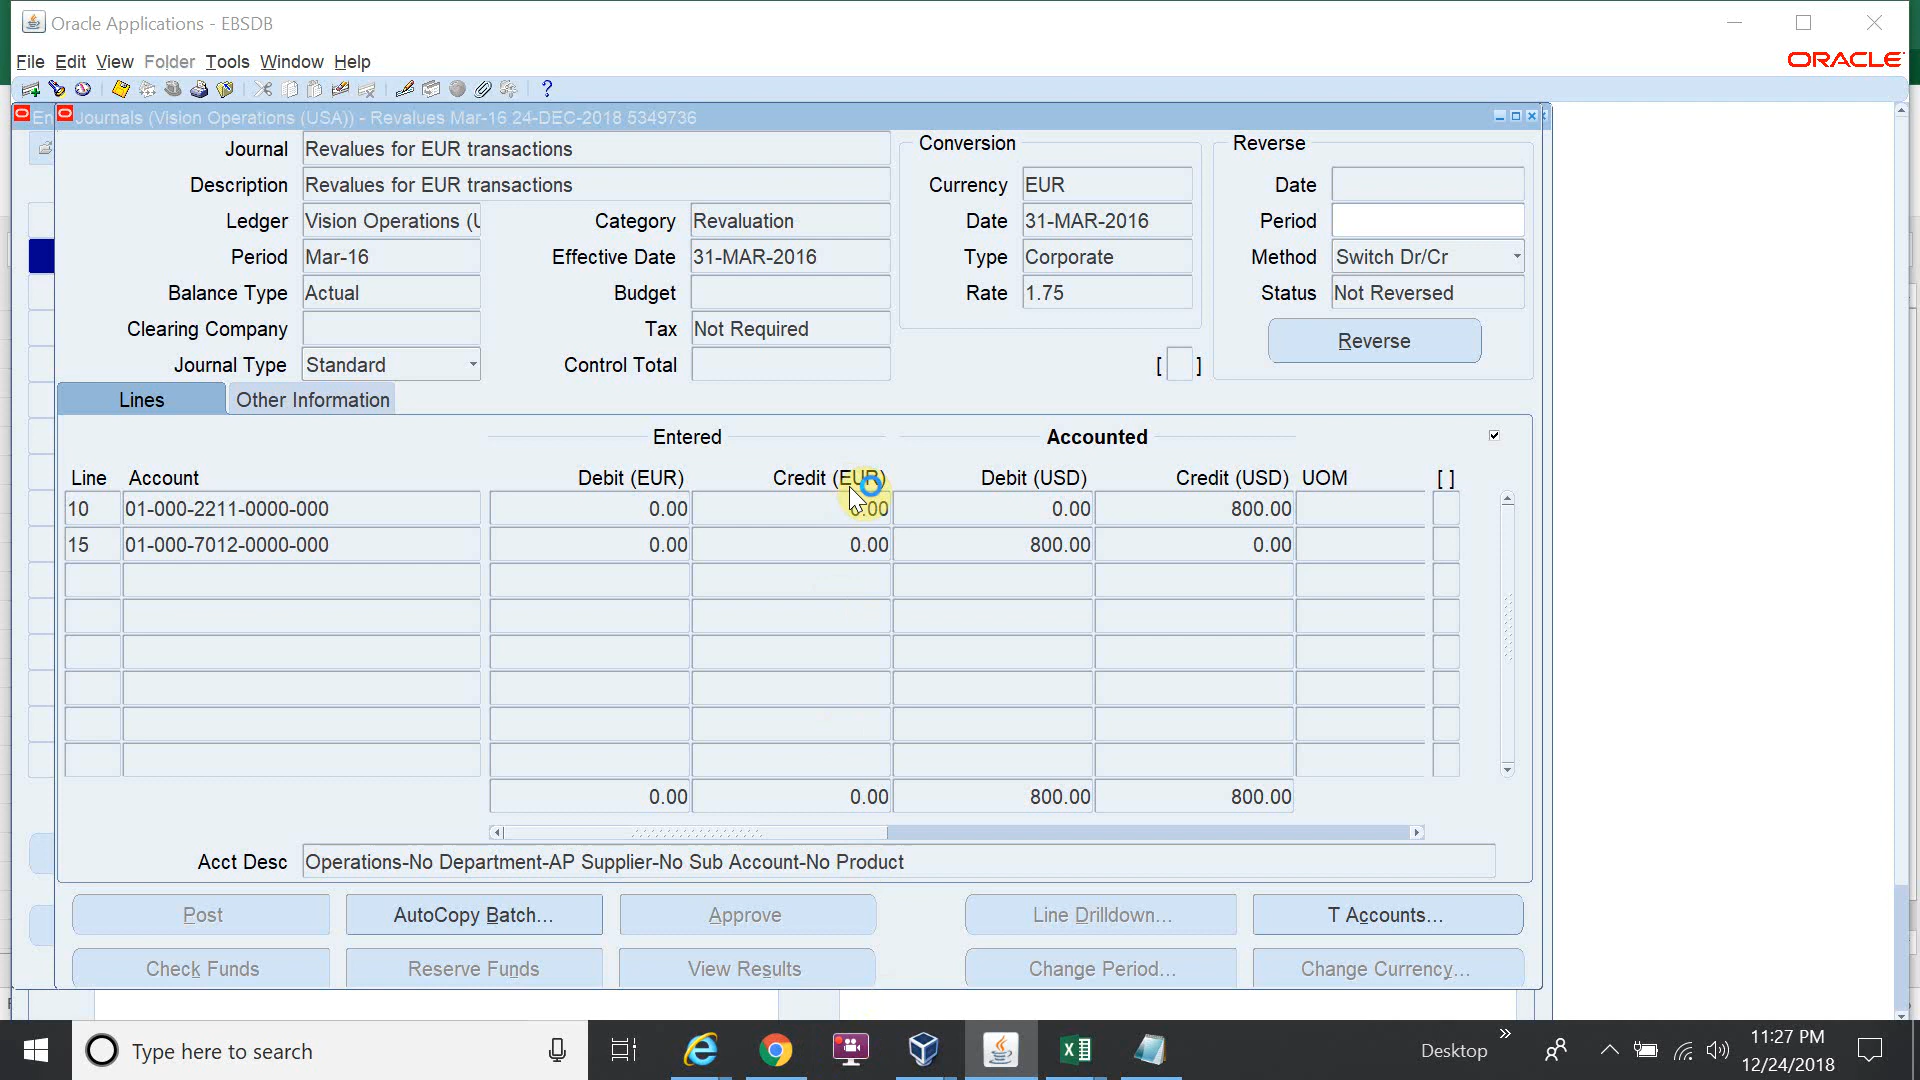 Oracle Applications - EBSDB
File Edit View Folder Tools Window Help
ORACLE
En
Journals (Vision Operations (USA)) - Revalues Mar-16 24-DEC-2018 5349736
Journal Revalues for EUR transactions
Description Revalues for EUR transactions
Ledger Vision Operations (U
Category Revaluation
Period Mar-16
Effective Date 31-MAR-2016
Balance Type Actual
Budget
Clearing Company
Tax Not Required
Journal Type Standard
Control Total
Conversion
Currency EUR
Date 31-MAR-2016
Type Corporate
Rate 1.75
[ ]
Reverse
Date
Period
Method Switch Dr/Cr
Status Not Reversed
Reverse
Lines Other Information
Entered Accounted
Line Account Debit (EUR) Credit (EUR) Debit (USD) Credit (USD) UOM [ ]
10 01-000-2211-0000-000 0.00 0.00 0.00 800.00
15 01-000-7012-0000-000 0.00 0.00 800.00 0.00
0.00 0.00 800.00 800.00
Acct Desc Operations-No Department-AP Supplier-No Sub Account-No Product
Post AutoCopy Batch... Approve Line Drilldown... T Accounts...
Check Funds Reserve Funds View Results Change Period... Change Currency...
Type here to search
Desktop
11:27 PM
12/24/2018